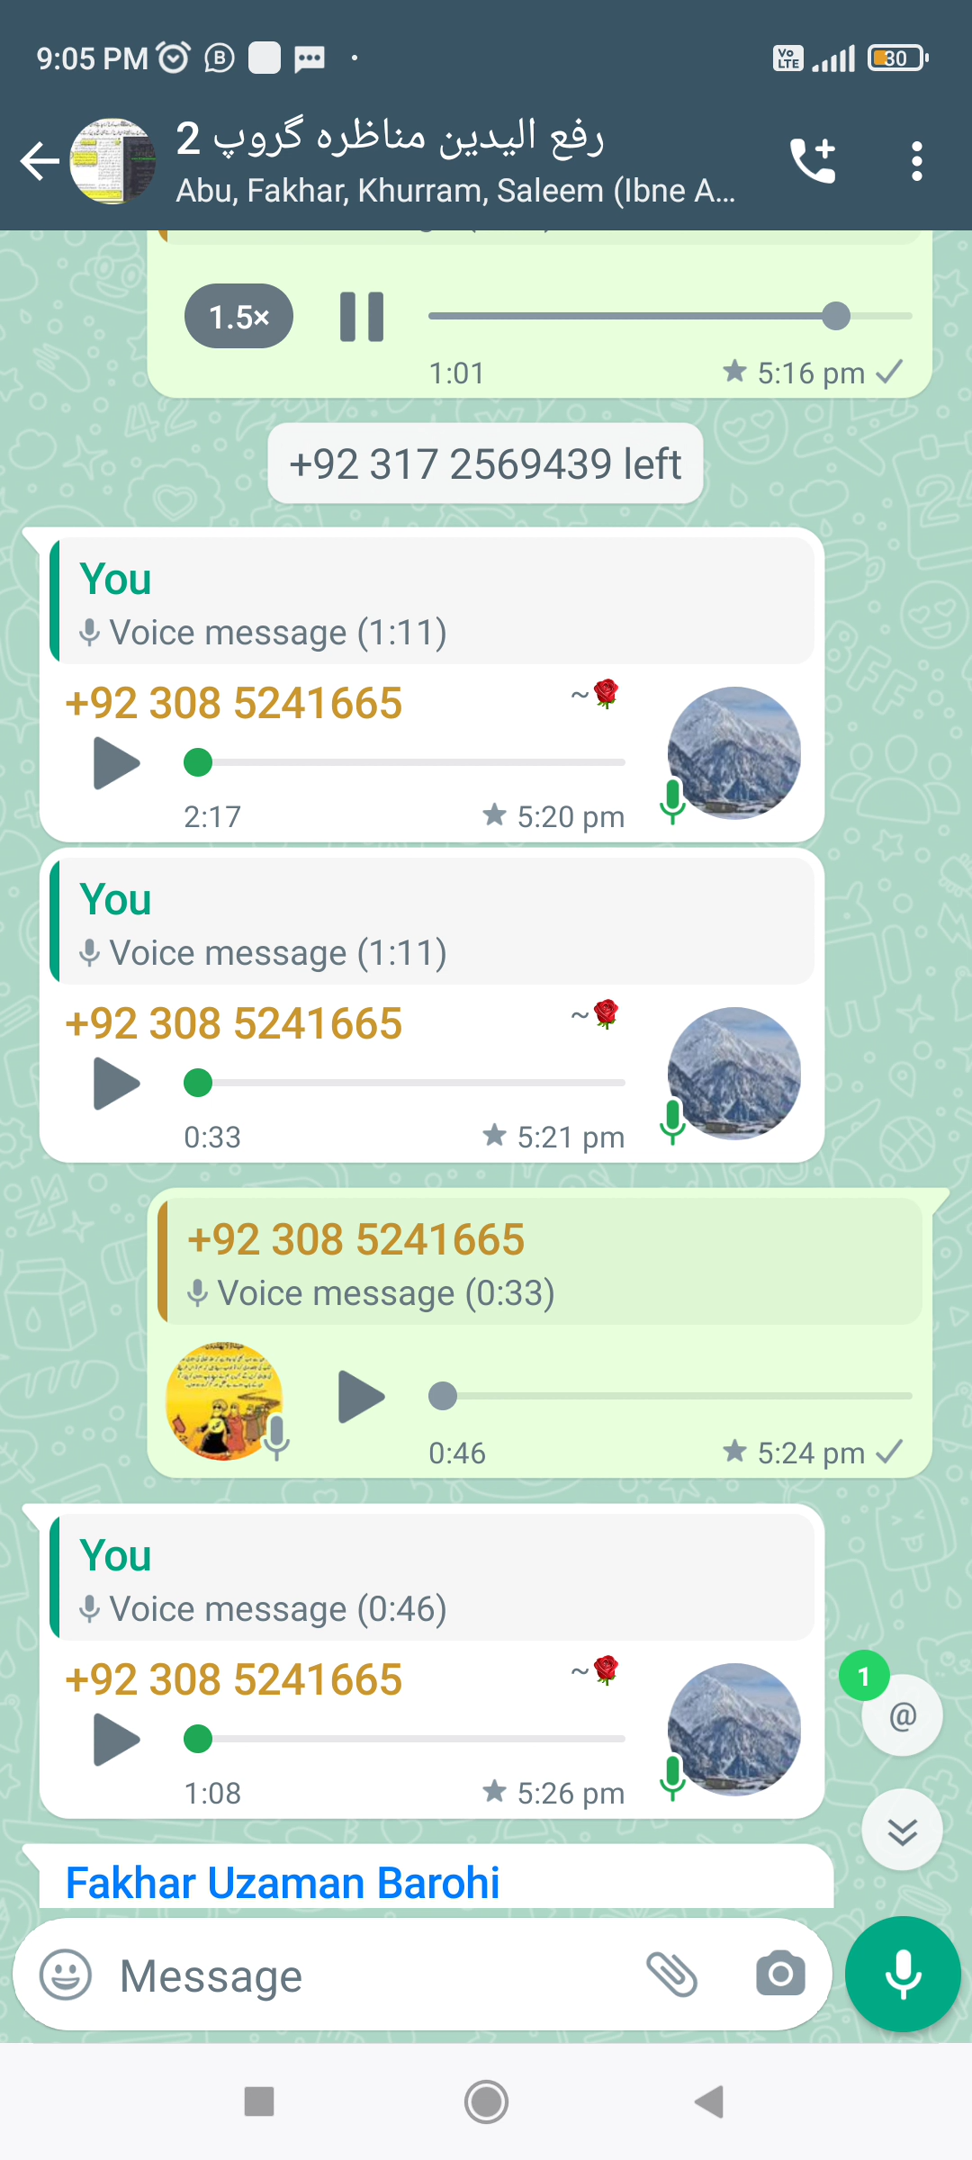 9:05 PM
Vo LTE
30
رفع الیدین مناظرہ گروپ 2
Abu, Fakhar, Khurram, Saleem (Ibne A...
1.5×
1:01
5:16 pm
+92 317 2569439 left
You
Voice message (1:11)
+92 308 5241665
~🌹
2:17
5:20 pm
You
Voice message (1:11)
+92 308 5241665
~🌹
0:33
5:21 pm
+92 308 5241665
Voice message (0:33)
0:46
5:24 pm
You
Voice message (0:46)
+92 308 5241665
~🌹
1:08
5:26 pm
1
@
Fakhar Uzaman Barohi
Message